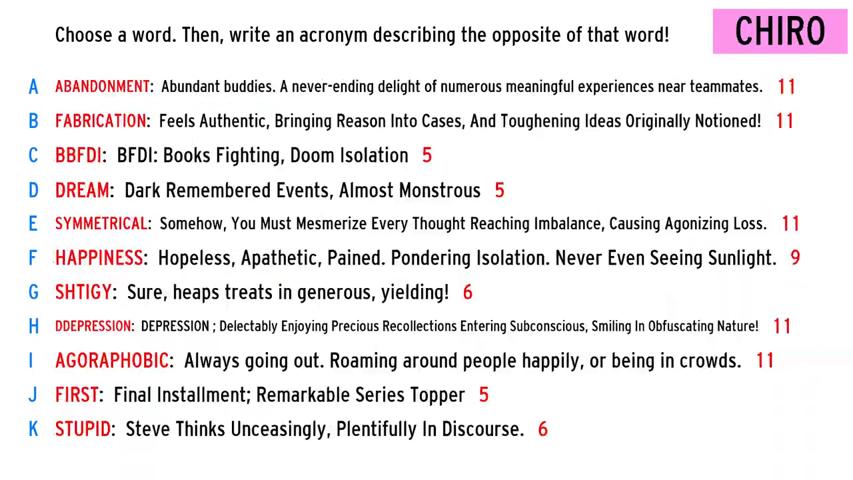 Choose a word. Then, write an acronym describing the opposite of that word!
CHIRO
A ABANDONMENT: Abundant buddies. A never-ending delight of numerous meaningful experiences near teammates. 11
B FABRICATION: Feels Authentic, Bringing Reason Into Cases, And Toughening Ideas Originally Notioned! 11
C BBFDI: BFDI: Books Fighting, Doom Isolation 5
D DREAM: Dark Remembered Events, Almost Monstrous 5
E SYMMETRICAL: Somehow, You Must Mesmerize Every Thought Reaching Imbalance, Causing Agonizing Loss. 11
F HAPPINESS: Hopeless, Apathetic, Pained. Pondering Isolation. Never Even Seeing Sunlight. 9
G SHTIGY: Sure, heaps treats in generous, yielding! 6
H DDEPRESSION: DEPRESSION ; Delectably Enjoying Precious Recollections Entering Subconscious, Smiling In Obfuscating Nature! 11
I AGORAPHOBIC: Always going out. Roaming around people happily, or being in crowds. 11
J FIRST: Final Installment; Remarkable Series Topper 5
K STUPID: Steve Thinks Unceasingly, Plentifully In Discourse. 6